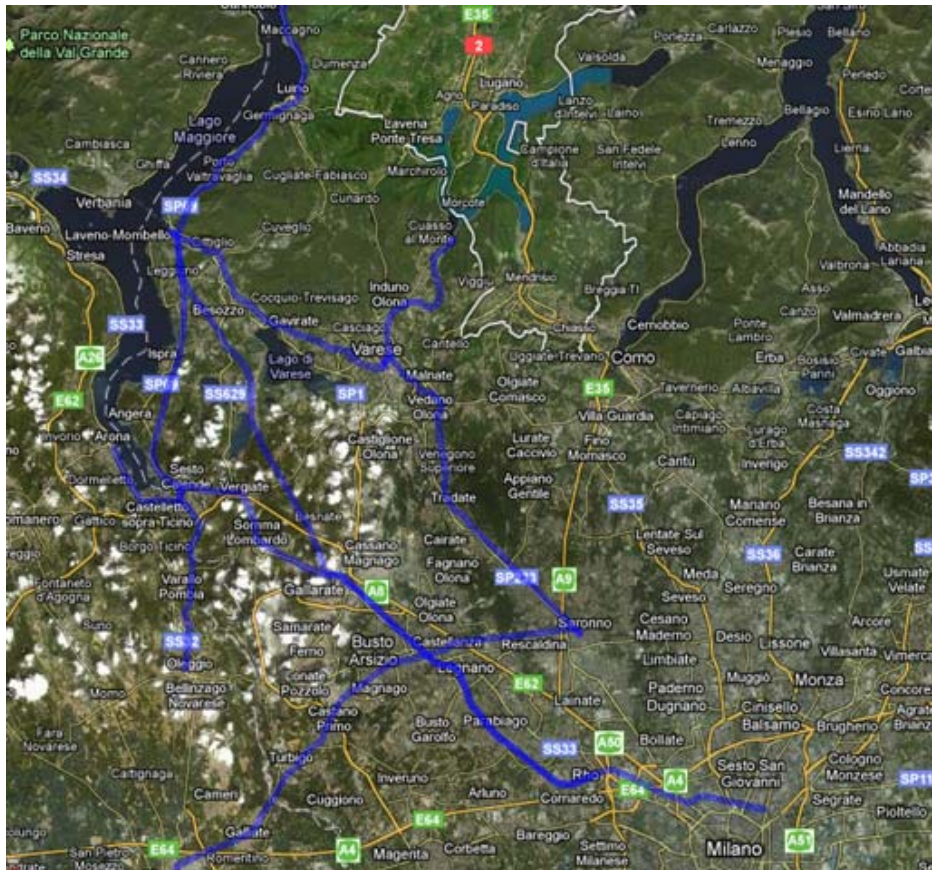 Cannobio
Parco Nazionale
della Val Grande
Maccagno
E35
2
San Siro
Plesio
Bellano
Porlezza
Carlazzo
Valsolda
Menaggio
Cannero
Riviera
Dumenza
Lugano
Perledo
Luino
Agno
Paradiso
Lanzo
d'Intelvi
Laino
Bellagio
Esino Lario
Germignaga
Lago
Maggiore
Lavena
Ponte Tresa
Campione
d'Italia
San Fedele
Intelvi
Tremezzo
Lenno
Lierna
Cambiasca
Ghiffa
Porto
Valtravaglia
Cugliate-Fabiasco
Marchirolo
SS34
Verbania
Cunardo
Morcote
Mandello
del Lario
Baveno
Laveno-Mombello
Cittiglio
Cuveglio
Cuasso
al Monte
Stresa
Abbadia
Lariana
Leggiuno
Viggiù
Mendrisio
Breggia TI
Valbrona
Asso
Besozzo
Cocquio-Trevisago
Induno
Olona
Canzo
Valmadrera
SS33
Gavirate
Casciago
Cantello
Chiasso
Cernobbio
Ponte
Lambro
A26
Ispra
Lago di
Varese
Varese
Uggiate-Trevano
Como
Erba
Bosisio
Parini
Civate
E62
SS629
SP1
Malnate
Olgiate
Comasco
E35
Tavernerio
Albavilla
Oggiono
Angera
Vedano
Olona
Villa Guardia
Capiago
Intimiano
Costa
Masnaga
Invorio
Arona
Castiglione
Olona
Lurate
Caccivio
Fino
Mornasco
Lurago
d'Erba
Dormelletto
Sesto
Calende
Vergiate
Venegono
Superiore
Appiano
Gentile
Cantù
Inverigo
SS342
Castelletto
sopra Ticino
Tradate
SS35
Mariano
Comense
Besana in
Brianza
Gattico
Somma
Lombardo
Besnate
Borgo Ticino
Cassano
Magnago
Cairate
Lentate Sul
Seveso
SS36
Carate
Brianza
Fontaneto
d'Agogna
Varallo
Pombia
Fagnano
Olona
A9
Meda
Seregno
Usmate
Velate
Gallarate
A8
Olgiate
Olona
Seveso
Suno
Samarate
Saronno
Cesano
Maderno
Arcore
Oleggio
Ferno
Busto
Arsizio
Castellanza
Rescaldina
Desio
Lissone
Villasanta
Limbiate
Bellinzago
Novarese
Lonate
Pozzolo
Legnano
Muggiò
Monza
Momo
Magnago
E62
Lainate
Paderno
Dugnano
Castano
Primo
Busto
Garolfo
Parabiago
Cinisello
Balsamo
Brugherio
Fara
Novarese
SS33
A50
Bollate
Turbigo
Caltignaga
Inveruno
Rho
A4
Sesto San
Giovanni
Cologno
Monzese
Cameri
Cuggiono
Arluno
Cornaredo
E64
SP11
Segrate
Pioltello
Galliate
E64
Bareggio
A51
San Pietro
Mosezzo
E64
Romentino
A4
Magenta
Corbetta
Settimo
Milanese
Milano